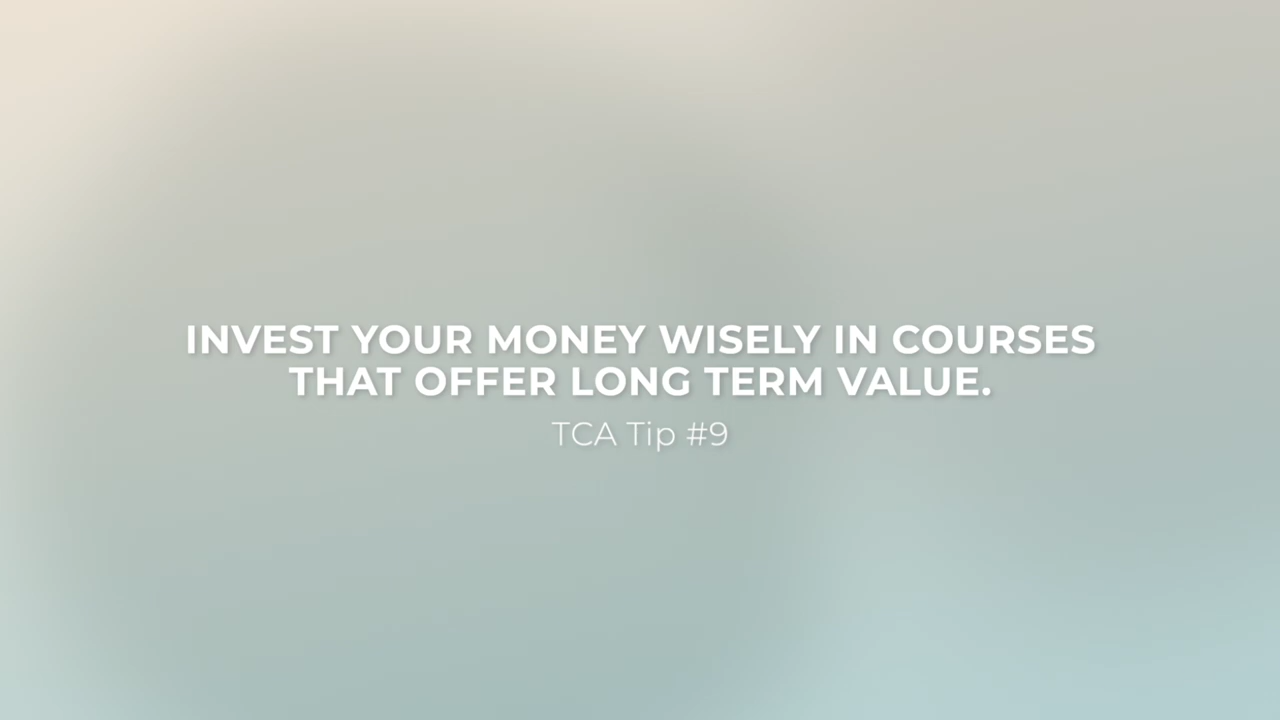 INVEST YOUR MONEY WISELY IN COURSES
THAT OFFER LONG TERM VALUE.
TCA Tip #9